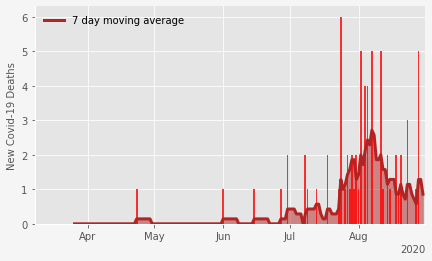 7 day moving average
New Covid-19 Deaths
6
5
4
3
2
1
0
Apr
May
Jun
Jul
Aug
2020